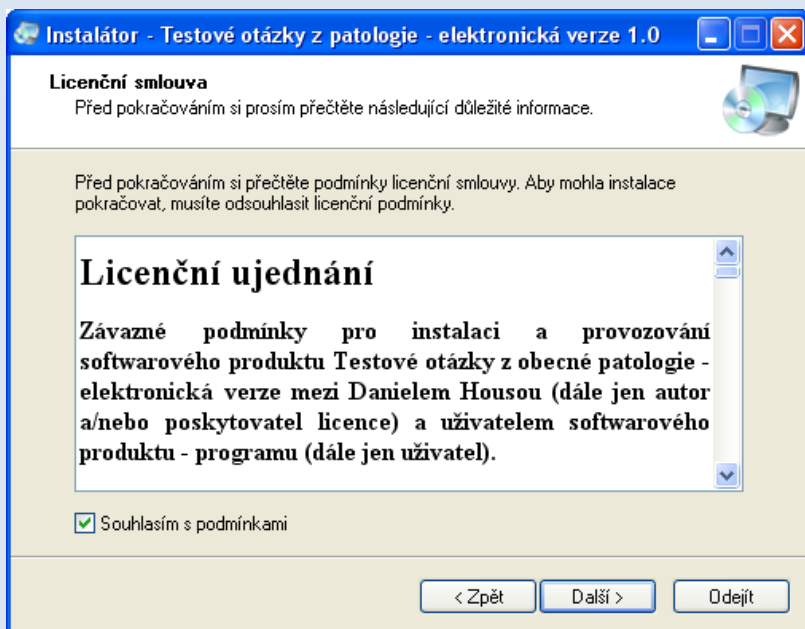 Instalátor - Testové otázky z patologie - elektronická verze 1.0
Licenční smlouva
Před pokračováním si prosím přečtěte následující důležité informace.
Před pokračováním si přečtěte podmínky licenční smlouvy. Aby mohla instalace
pokračovat, musíte odsouhlasit licenční podmínky.
Licenční ujednání
Závazné podmínky pro instalaci a provozování
softwarového produktu Testové otázky z obecné patologie -
elektronická verze mezi Danielem Housou (dále jen autor
a/nebo poskytovatel licence) a uživatelem softwarového
produktu - programu (dále jen uživatel).
Souhlasím s podmínkami
< Zpět
Další >
Odejít